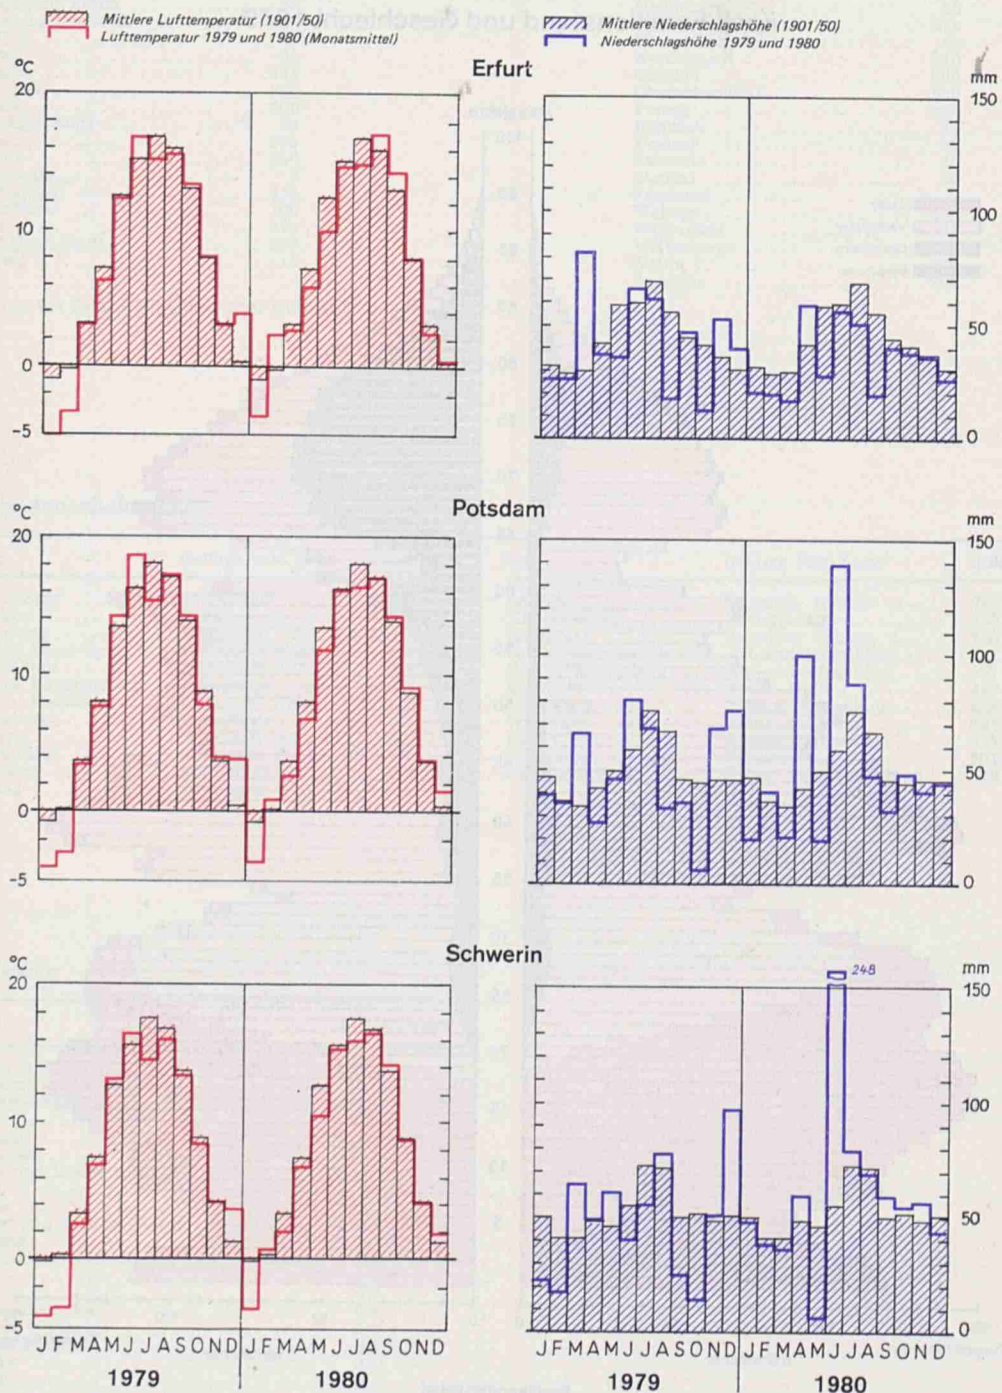 Mittlere Lufttemperatur (1901/50)
Lufttemperatur 1979 und 1980 (Monatsmittel)
Mittlere Niederschlagshöhe (1901/50)
Niederschlagshöhe 1979 und 1980
Erfurt
°C
20
10
0
−5
mm
150
100
50
0
Potsdam
°C
20
10
0
−5
mm
150
100
50
0
Schwerin
°C
20
10
0
−5
248
mm
150
100
50
0
J F M A M J J A S O N D J F M A M J J A S O N D
1979 1980
J F M A M J J A S O N D J F M A M J J A S O N D
1979 1980